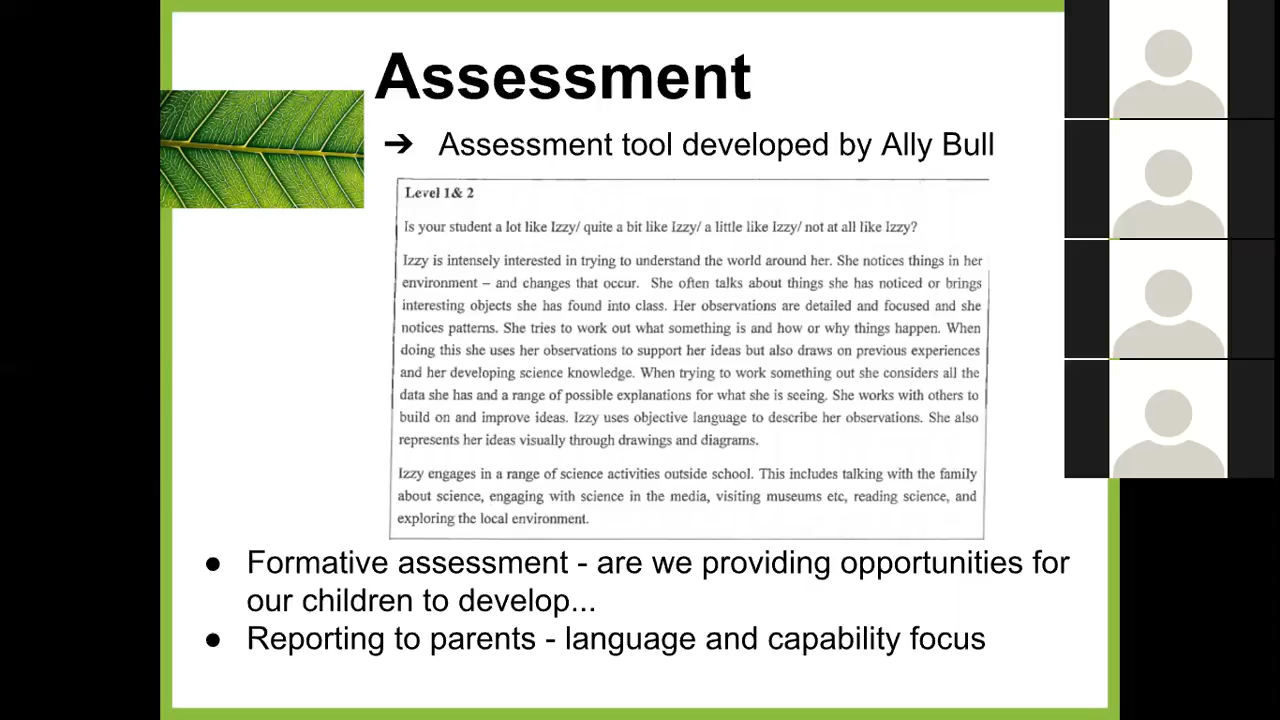 Assessment
➔ Assessment tool developed by Ally Bull
Level 1& 2
Is your student a lot like Izzy/ quite a bit like Izzy/ a little like Izzy/ not at all like Izzy?
Izzy is intensely interested in trying to understand the world around her. She notices things in her
environment – and changes that occur. She often talks about things she has noticed or brings
interesting objects she has found into class. Her observations are detailed and focused and she
notices patterns. She tries to work out what something is and how or why things happen. When
doing this she uses her observations to support her ideas but also draws on previous experiences
and her developing science knowledge. When trying to work something out she considers all the
data she has and a range of possible explanations for what she is seeing. She works with others to
build on and improve ideas. Izzy uses objective language to describe her observations. She also
represents her ideas visually through drawings and diagrams.
Izzy engages in a range of science activities outside school. This includes talking with the family
about science, engaging with science in the media, visiting museums etc, reading science, and
exploring the local environment.
● Formative assessment - are we providing opportunities for
our children to develop...
● Reporting to parents - language and capability focus